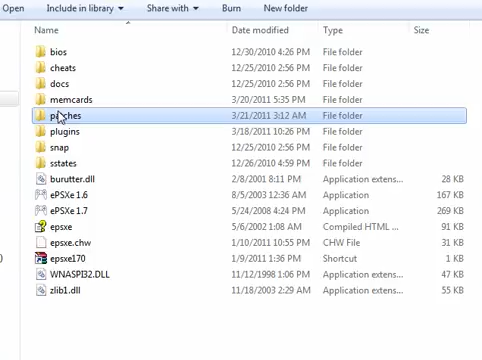 Open Include in library Share with Burn New folder
Name Date modified Type Size
bios 12/30/2010 4:26 PM File folder
cheats 12/25/2010 2:56 PM File folder
docs 12/25/2010 2:56 PM File folder
memcards 3/20/2011 5:35 PM File folder
patches 3/21/2011 3:12 AM File folder
plugins 3/18/2011 10:26 PM File folder
snap 12/25/2010 2:56 PM File folder
sstates 12/26/2010 4:59 PM File folder
burutter.dll 2/8/2001 8:11 PM Application extens... 28 KB
ePSXe 1.6 8/5/2003 12:36 AM Application 167 KB
ePSXe 1.7 5/24/2008 4:24 PM Application 269 KB
epsxe 5/6/2002 1:08 AM Compiled HTML ... 91 KB
epsxe.chw 1/10/2011 10:55 PM CHW File 31 KB
epsxe170 1/9/2011 1:36 PM Shortcut 1 KB
WNASPI32.DLL 11/12/1998 1:06 PM Application extens... 47 KB
zlib1.dll 11/18/2003 2:29 AM Application extens... 55 KB